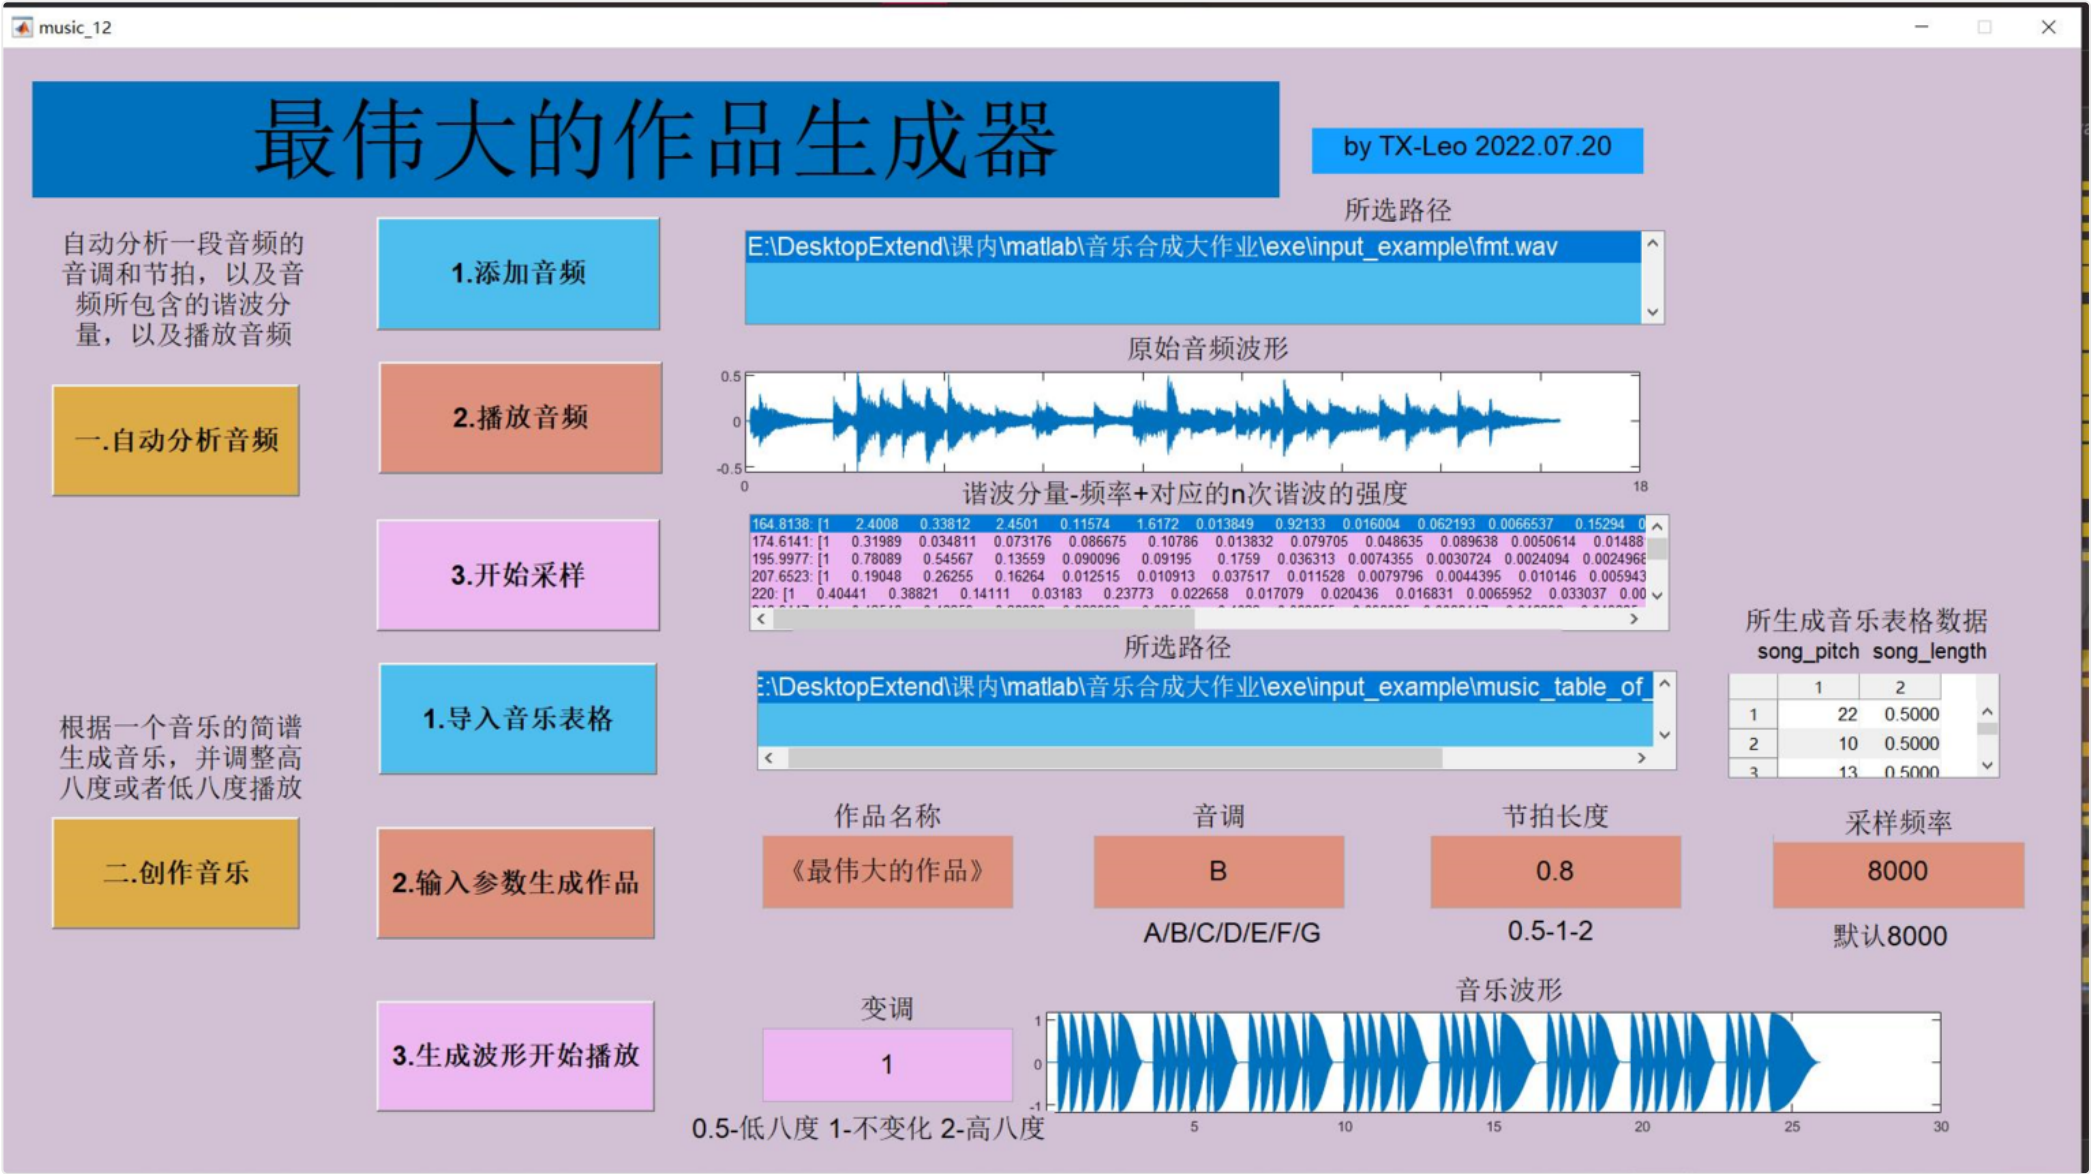 music_12
最伟大的作品生成器
by TX-Leo 2022.07.20
自动分析一段音频的
音调和节拍，以及音
频所包含的谐波分
量，以及播放音频
一.自动分析音频
1.添加音频
2.播放音频
3.开始采样
所选路径
E:\DesktopExtend\课内\matlab\音乐合成大作业\exe\input_example\fmt.wav
原始音频波形
0.5
0
-0.5
0
18
谐波分量-频率+对应的n次谐波的强度
164.8138: [1 2.4008 0.33812 2.4501 0.11574 1.6172 0.013849 0.92133 0.016004 0.062193 0.0066537 0.15294 0
174.6141: [1 0.31989 0.034811 0.073176 0.086675 0.10786 0.013832 0.079705 0.048635 0.089638 0.0050614 0.01488
195.9977: [1 0.78089 0.54567 0.13559 0.090096 0.09195 0.1759 0.036313 0.0074355 0.0030724 0.0024094 0.0024968
207.6523: [1 0.19048 0.26255 0.16264 0.012515 0.010913 0.037517 0.011528 0.0079796 0.0044395 0.010146 0.005943
220: [1 0.40441 0.38821 0.14111 0.03183 0.23773 0.022658 0.017079 0.020436 0.016831 0.0065952 0.033037 0.00
根据一个音乐的简谱
生成音乐，并调整高
八度或者低八度播放
二.创作音乐
1.导入音乐表格
2.输入参数生成作品
3.生成波形开始播放
所选路径
E:\DesktopExtend\课内\matlab\音乐合成大作业\exe\input_example\music_table_of_
所生成音乐表格数据
song_pitch song_length
1 2
1 22 0.5000
2 10 0.5000
3 13 0.5000
作品名称
《最伟大的作品》
音调
B
A/B/C/D/E/F/G
节拍长度
0.8
0.5-1-2
采样频率
8000
默认8000
变调
1
0.5-低八度 1-不变化 2-高八度
音乐波形
1
0
-1
5 10 15 20 25 30